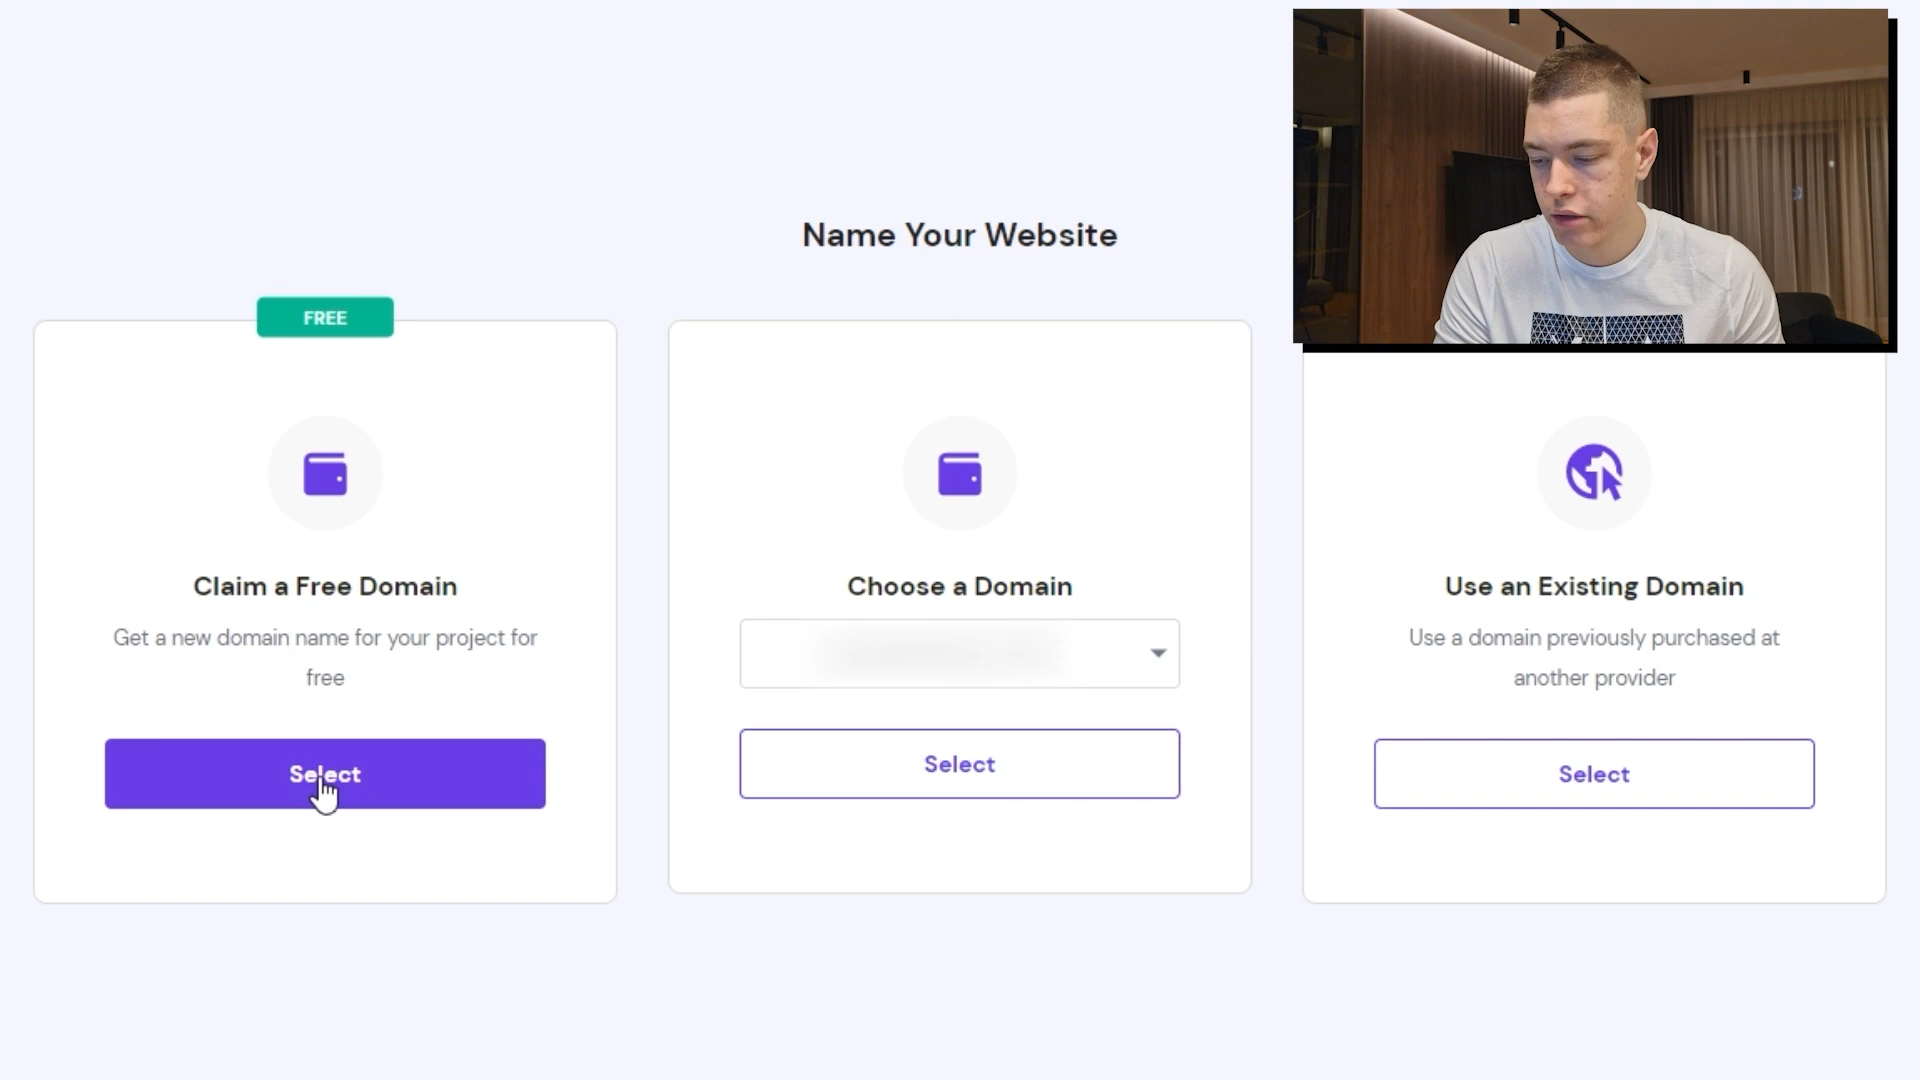 Name Your Website
FREE
Claim a Free Domain
Get a new domain name for your project for
free
Select
Choose a Domain
Select
Use an Existing Domain
Use a domain previously purchased at
another provider
Select